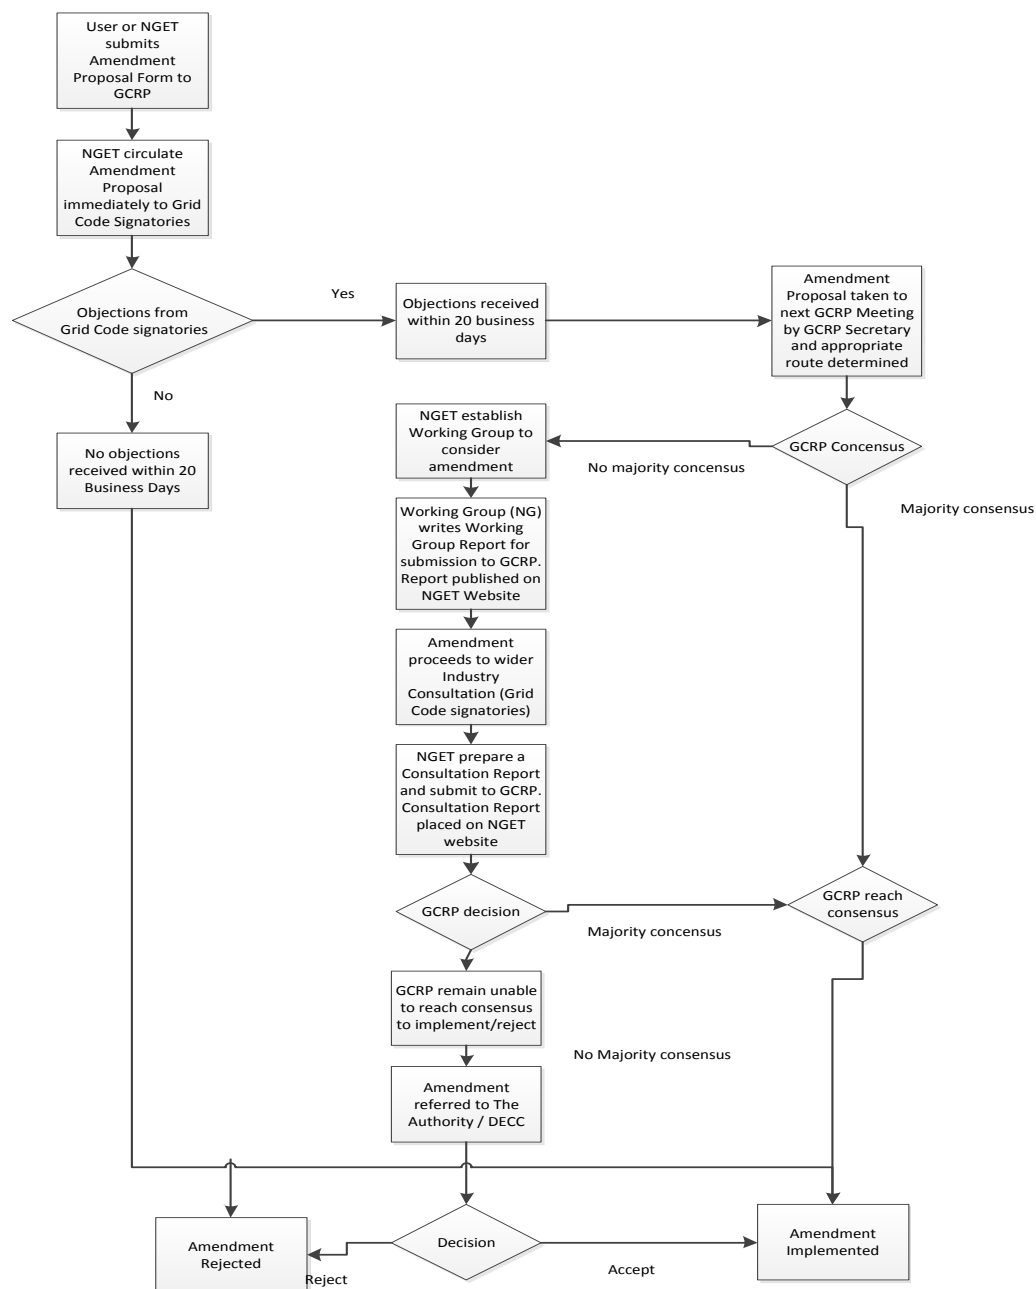 User or NGET
submits
Amendment
Proposal Form to
GCRP
NGET circulate
Amendment
Proposal
immediately to Grid
Code Signatories
Objections from
Grid Code signatories
Yes
Objections received
within 20 business
days
Amendment
Proposal taken to
next GCRP Meeting
by GCRP Secretary
and appropriate
route determined
No
No objections
received within 20
Business Days
NGET establish
Working Group to
consider
amendment
No majority concensus
GCRP Concensus
Majority consensus
Working Group (NG)
writes Working
Group Report for
submission to GCRP.
Report published on
NGET Website
Amendment
proceeds to wider
Industry
Consultation (Grid
Code signatories)
NGET prepare a
Consultation Report
and submit to GCRP.
Consultation Report
placed on NGET
website
GCRP decision
Majority concensus
GCRP reach
consensus
GCRP remain unable
to reach consensus
to implement/reject
No Majority consensus
Amendment
referred to The
Authority / DECC
Amendment
Rejected
Reject
Decision
Accept
Amendment
Implemented